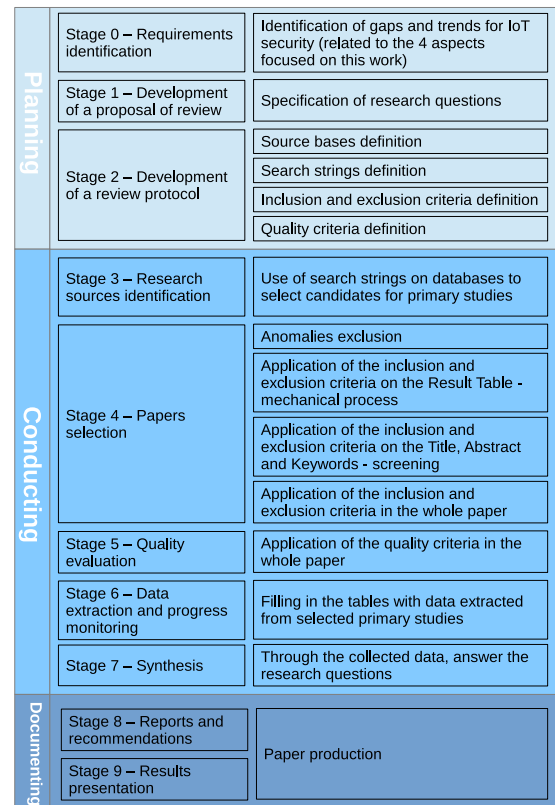 Planning
Stage 0 – Requirements
identification
Identification of gaps and trends for IoT
security (related to the 4 aspects
focused on this work)
Stage 1 – Development
of a proposal of review
Specification of research questions
Stage 2 – Development
of a review protocol
Source bases definition
Search strings definition
Inclusion and exclusion criteria definition
Quality criteria definition
Conducting
Stage 3 – Research
sources identification
Use of search strings on databases to
select candidates for primary studies
Stage 4 – Papers
selection
Anomalies exclusion
Application of the inclusion and
exclusion criteria on the Result Table -
mechanical process
Application of the inclusion and
exclusion criteria on the Title, Abstract
and Keywords - screening
Application of the inclusion and
exclusion criteria in the whole paper
Stage 5 – Quality
evaluation
Application of the quality criteria in the
whole paper
Stage 6 – Data
extraction and progress
monitoring
Filling in the tables with data extracted
from selected primary studies
Stage 7 – Synthesis
Through the collected data, answer the
research questions
Documenting
Stage 8 – Reports and
recommendations
Stage 9 – Results
presentation
Paper production